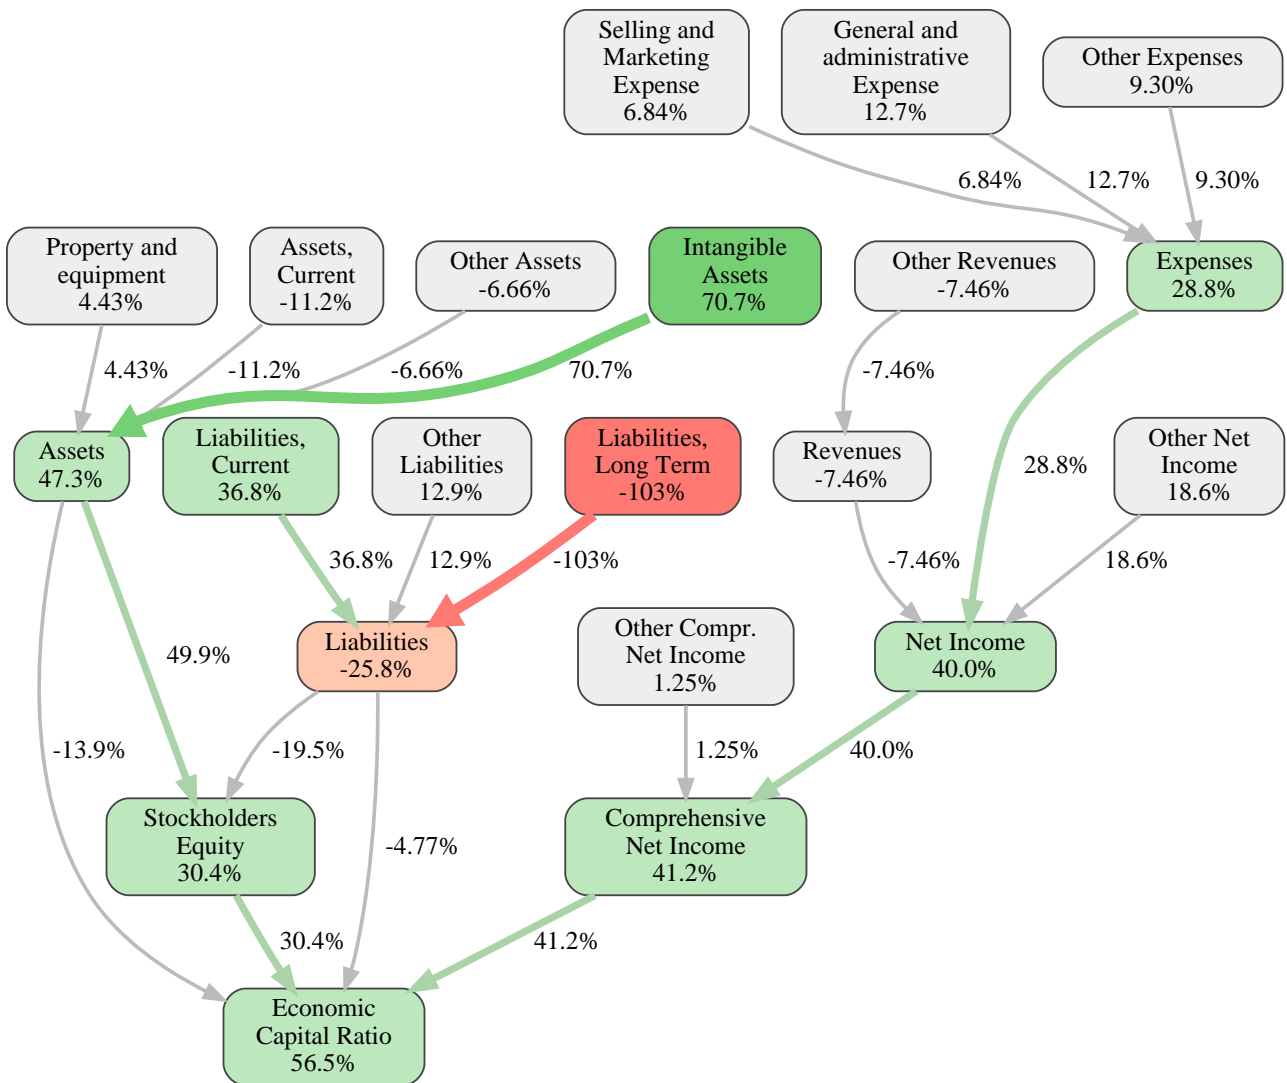 Selling and
Marketing
Expense
6.84%
General and
administrative
Expense
12.7%
Other Expenses
9.30%
6.84%
12.7%
9.30%
Property and
equipment
4.43%
Assets,
Current
-11.2%
Other Assets
-6.66%
Intangible
Assets
70.7%
Other Revenues
-7.46%
Expenses
28.8%
4.43%
-11.2%
-6.66%
70.7%
-7.46%
Assets
47.3%
Liabilities,
Current
36.8%
Other
Liabilities
12.9%
Liabilities,
Long Term
-103%
Revenues
-7.46%
28.8%
Other Net
Income
18.6%
36.8%
12.9%
-103%
-7.46%
18.6%
49.9%
Liabilities
-25.8%
Other Compr.
Net Income
1.25%
Net Income
40.0%
-13.9%
-19.5%
1.25%
40.0%
Stockholders
Equity
30.4%
-4.77%
Comprehensive
Net Income
41.2%
30.4%
41.2%
Economic
Capital Ratio
56.5%